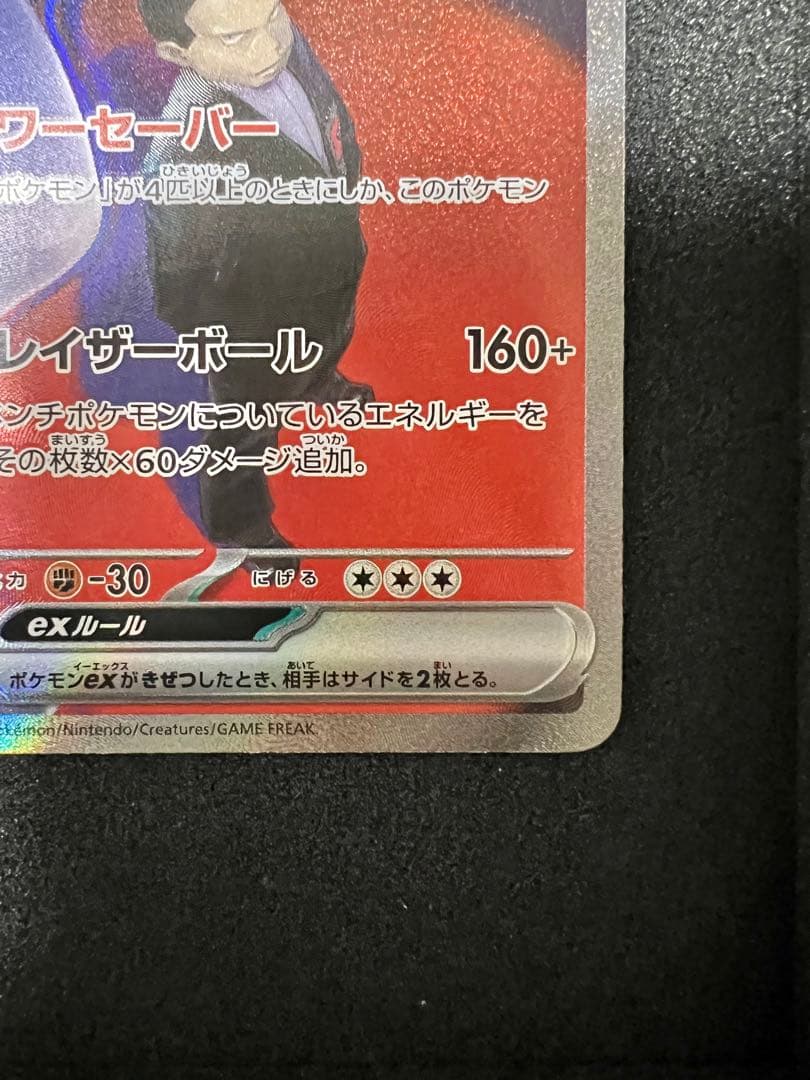 ワーセーバー
ポケモン」が4匹以上のときにしか、このポケモン
ひきいじょう
レイザーボール 160+
ンチポケモンについているエネルギーを
その枚数×60ダメージ追加。
まいすう ついか
カ -30 にげる
exルール
ポケモンexがきぜつしたとき、相手はサイドを2枚とる。
イーエックス あいて まい
okémon/Nintendo/Creatures/GAME FREAK.